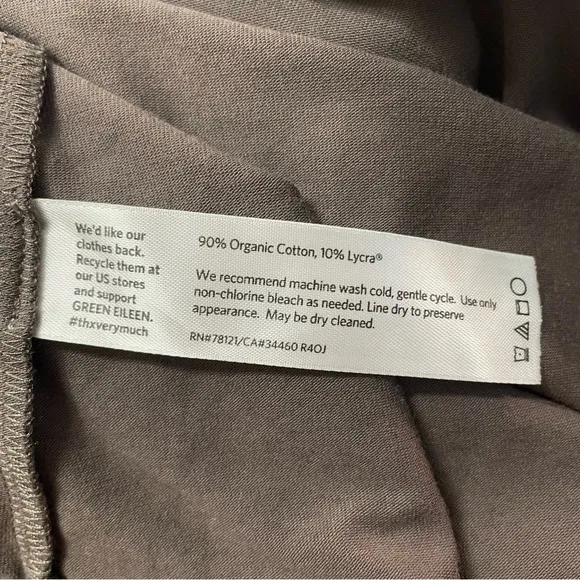 We'd like our
clothes back.
Recycle them at
our US stores
and support
GREEN EILEEN.
#thxverymuch
90% Organic Cotton, 10% Lycra®
We recommend machine wash cold, gentle cycle. Use only
non-chlorine bleach as needed. Line dry to preserve
appearance. May be dry cleaned.
RN#78121/CA#34460 R4OJ